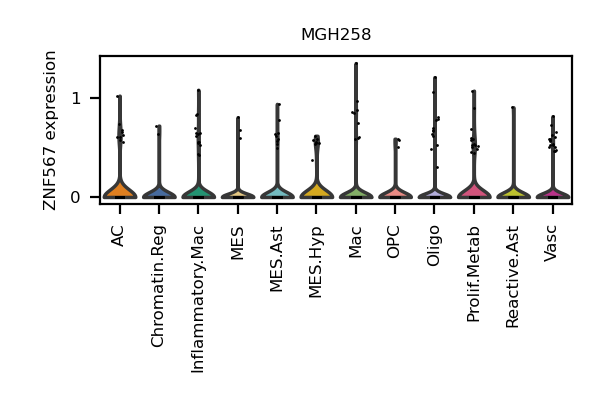 MGH258
ZNF567 expression
1
0
AC
Chromatin.Reg
Inflammatory.Mac
MES
MES.Ast
MES.Hyp
Mac
OPC
Oligo
Prolif.Metab
Reactive.Ast
Vasc